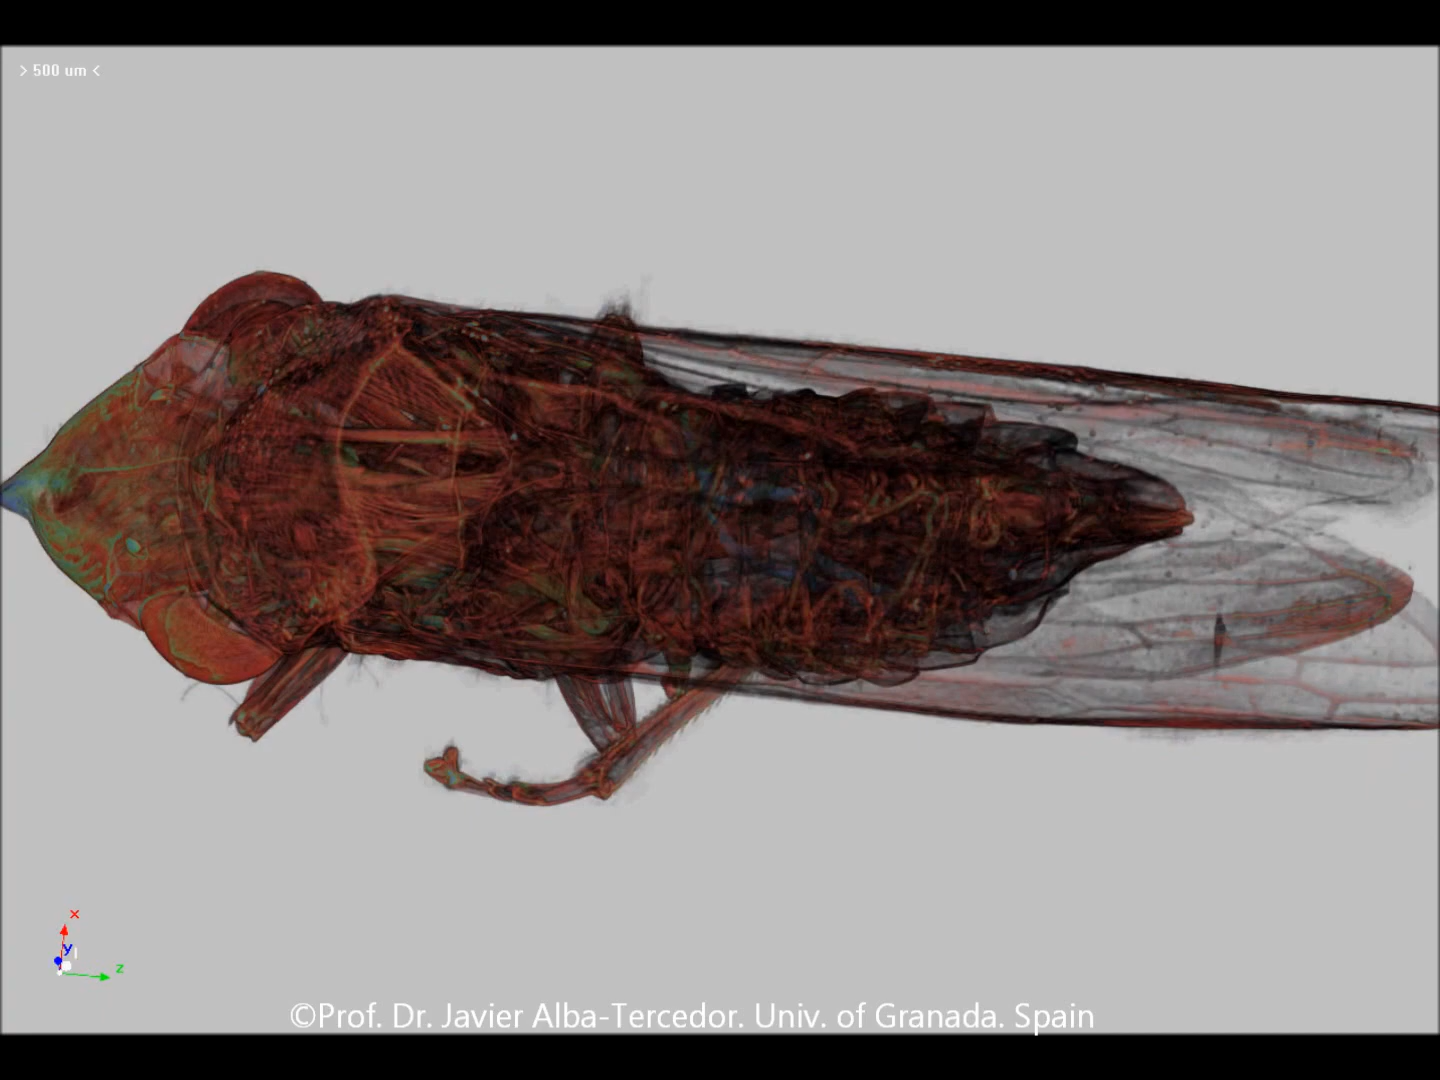 > 500 um <
x
y
z
©Prof. Dr. Javier Alba-Tercedor. Univ. of Granada. Spain